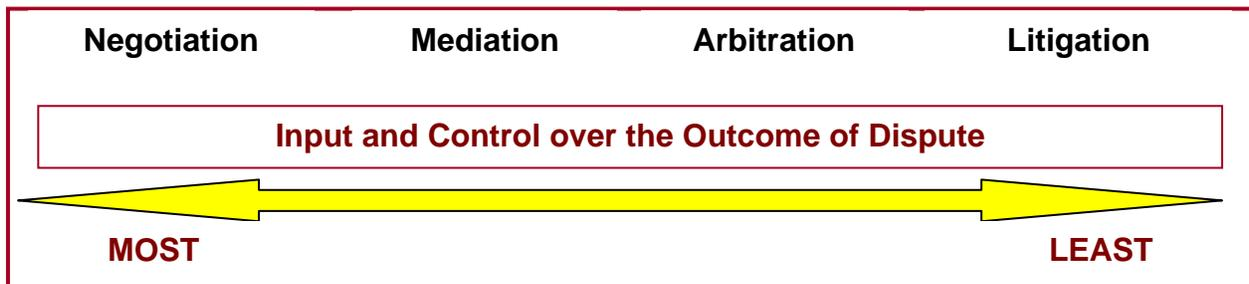 Negotiation Mediation Arbitration Litigation
Input and Control over the Outcome of Dispute
MOST LEAST